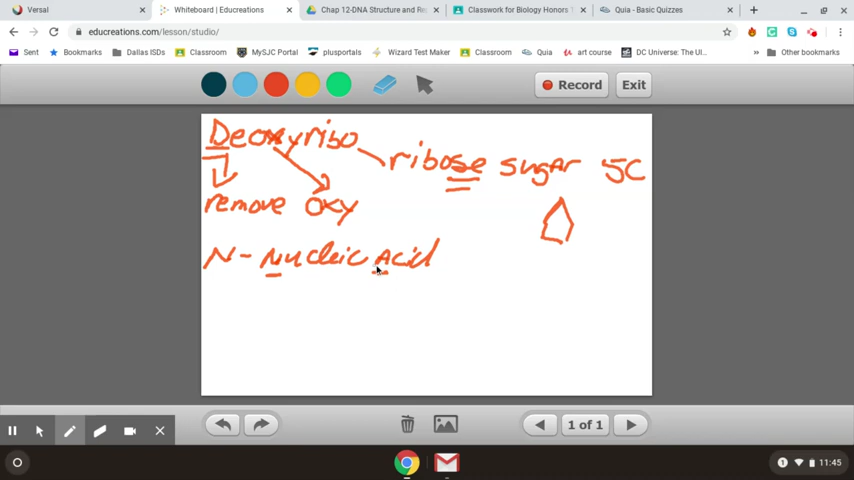 Versal
Whiteboard | Educreations
Chap 12-DNA Structure and Re
Classwork for Biology Honors
Quia - Basic Quizzes
educreations.com/lesson/studio/
Sent Bookmarks Dallas ISDs Classroom My MySJC Portal plusportals Wizard Test Maker Classroom Quia art course DC Universe: The Ul... Other bookmarks
Record Exit
Deoxyribo
ribose sugar 5C
remove oxy
N- Nucleic Acid
1 of 1
1 11:45